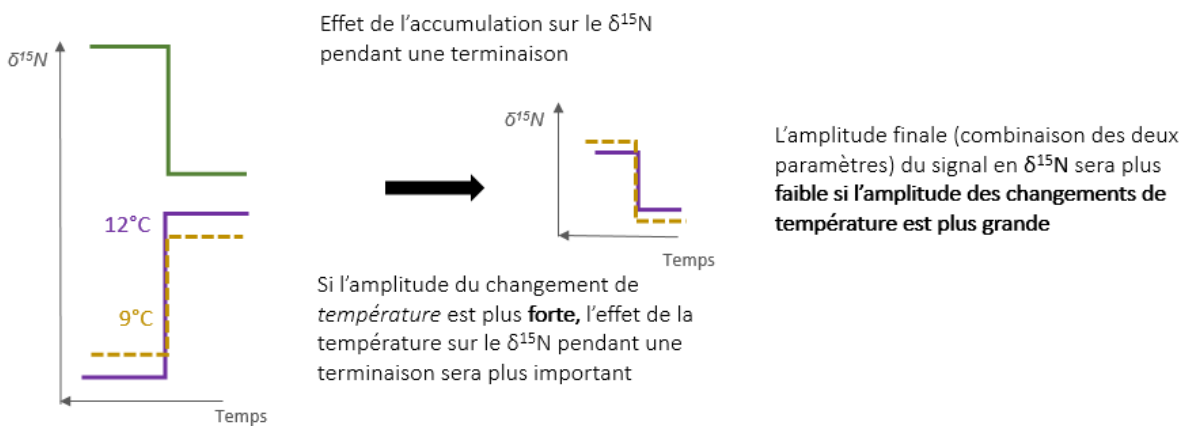 Effet de l’accumulation sur le δ¹⁵N
pendant une terminaison
δ¹⁵N
12°C
9°C
Temps
δ¹⁵N
Temps
Si l’amplitude du changement de
température est plus forte, l’effet de la
température sur le δ¹⁵N pendant une
terminaison sera plus important
L’amplitude finale (combinaison des deux
paramètres) du signal en δ¹⁵N sera plus
faible si l’amplitude des changements de
température est plus grande